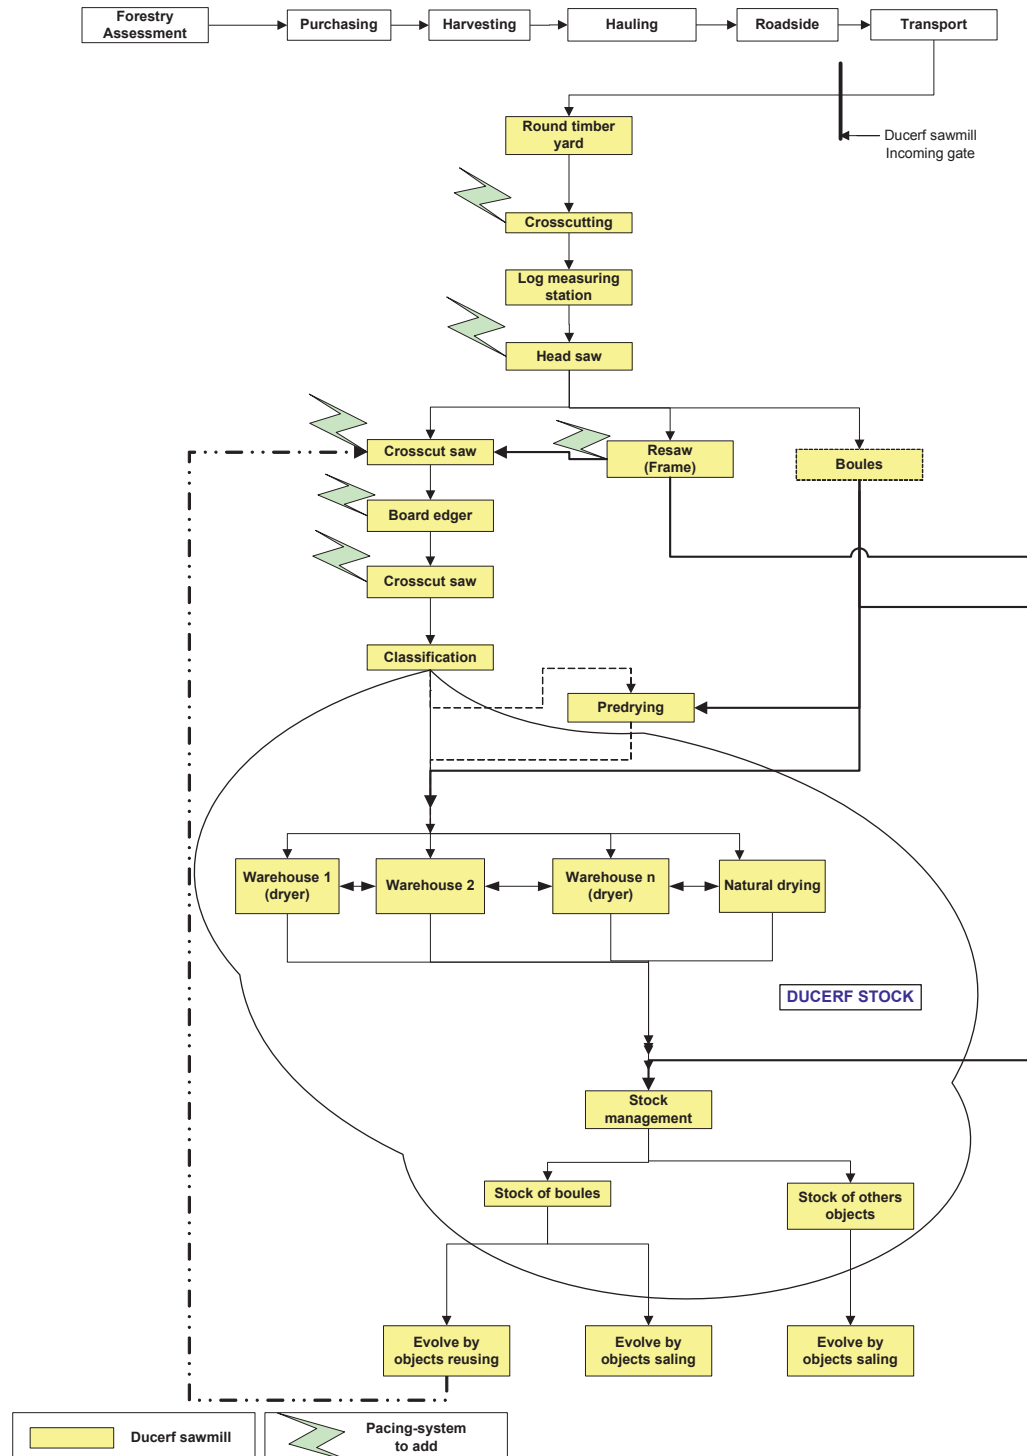 Forestry
Assessment
Purchasing
Harvesting
Hauling
Roadside
Transport
Ducerf sawmill
Incoming gate
Round timber
yard
Crosscutting
Log measuring
station
Head saw
Crosscut saw
Resaw
(Frame)
Boules
Board edger
Crosscut saw
Classification
Predrying
Warehouse 1
(dryer)
Warehouse 2
Warehouse n
(dryer)
Natural drying
DUCERF STOCK
Stock
management
Stock of boules
Stock of others
objects
Evolve by
objects reusing
Evolve by
objects saling
Evolve by
objects saling
Ducerf sawmill
Pacing-system
to add